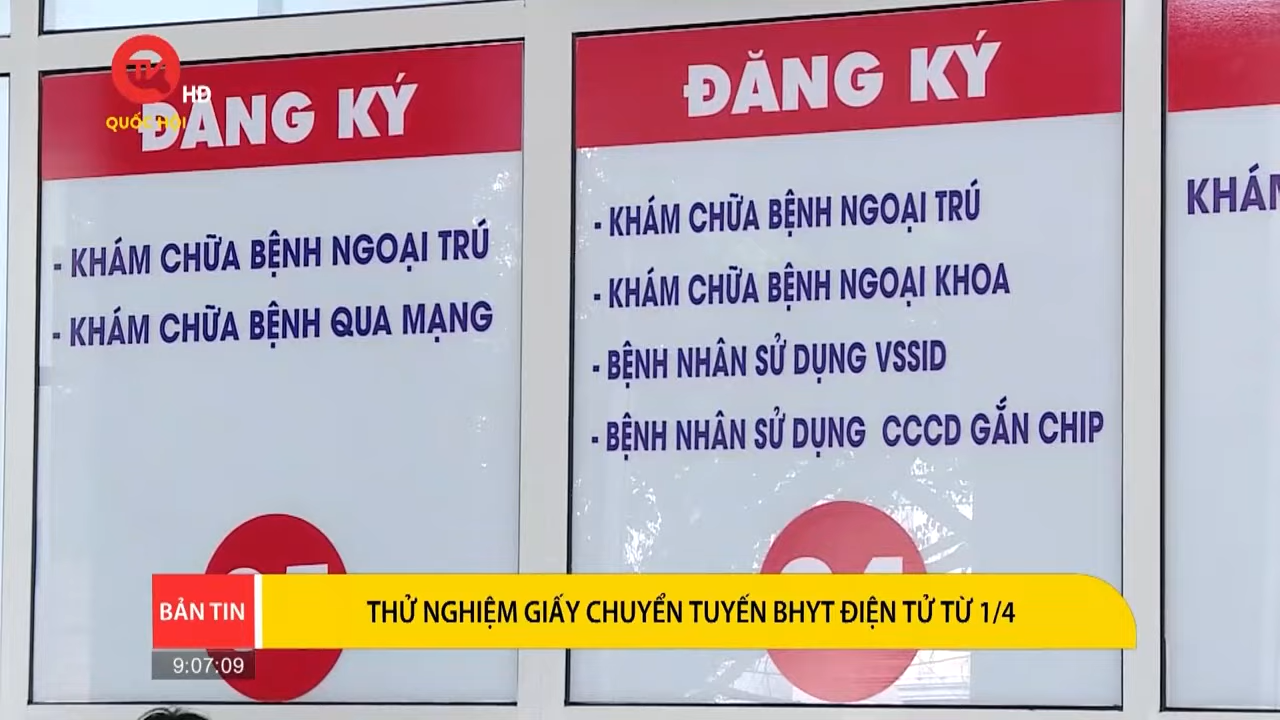 HD
QUỐC HỘI
ĐĂNG KÝ
- KHÁM CHỮA BỆNH NGOẠI TRÚ
- KHÁM CHỮA BỆNH QUA MẠNG
ĐĂNG KÝ
- KHÁM CHỮA BỆNH NGOẠI TRÚ
- KHÁM CHỮA BỆNH NGOẠI KHOA
- BỆNH NHÂN SỬ DỤNG VSSID
- BỆNH NHÂN SỬ DỤNG CCCD GẮN CHIP
BẢN TIN
THỬ NGHIỆM GIẤY CHUYỂN TUYẾN BHYT ĐIỆN TỬ TỪ 1/4
9:07:09